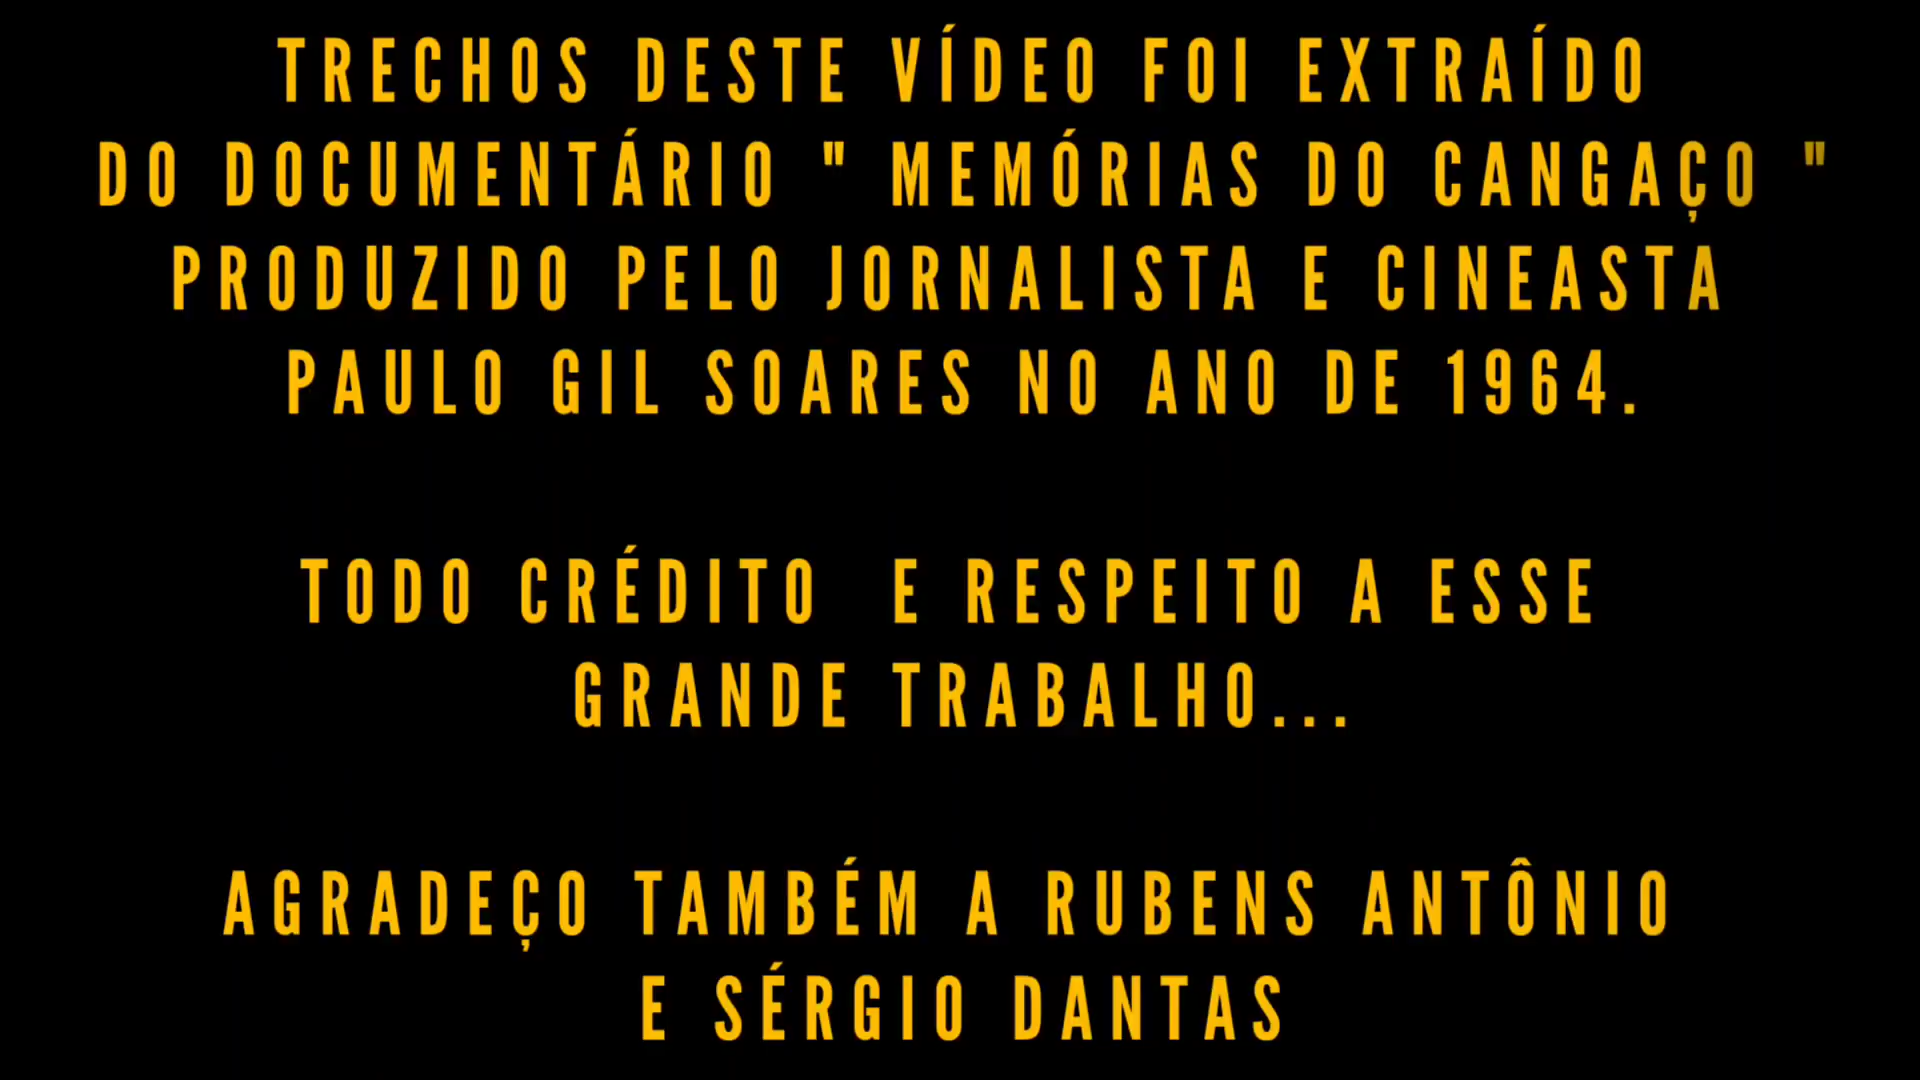 TRECHOS DESTE VÍDEO FOI EXTRAÍDO
DO DOCUMENTÁRIO " MEMÓRIAS DO CANGAÇO "
PRODUZIDO PELO JORNALISTA E CINEASTA
PAULO GIL SOARES NO ANO DE 1964.
TODO CRÉDITO E RESPEITO A ESSE
GRANDE TRABALHO...
AGRADEÇO TAMBÉM A RUBENS ANTÔNIO
E SÉRGIO DANTAS